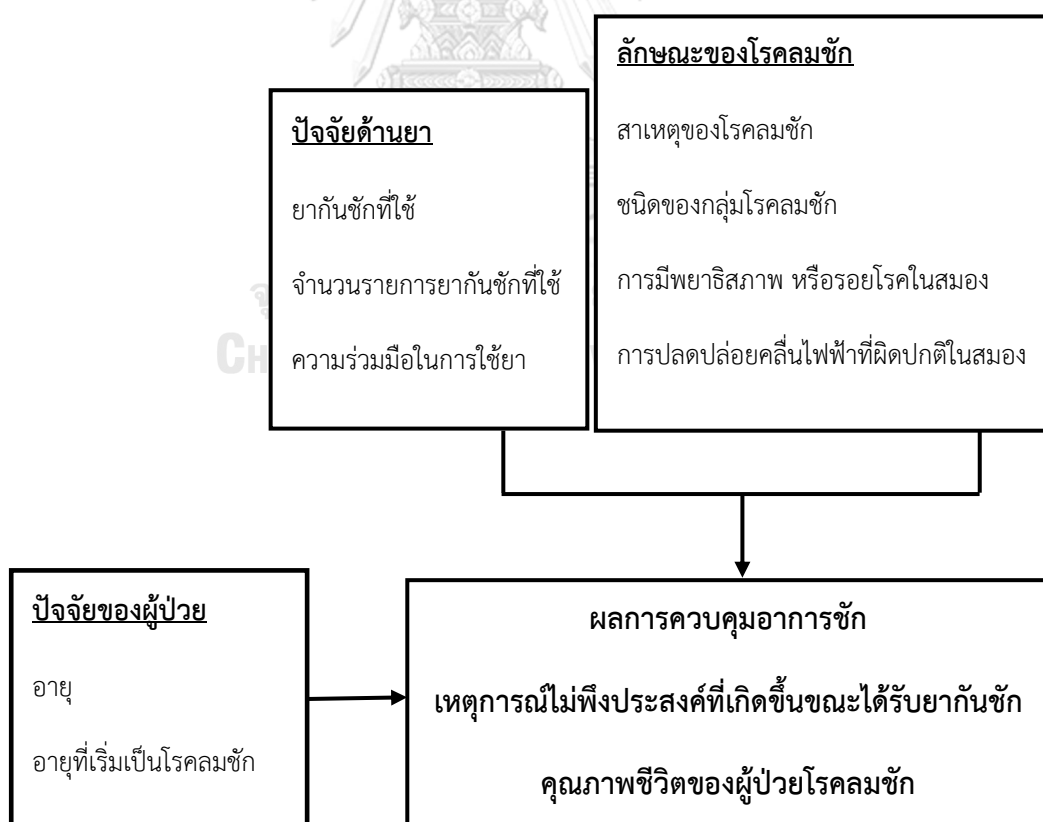 ลักษณะของโรคลมชัก
สาเหตุของโรคลมชัก
ชนิดของกลุ่มโรคลมชัก
การมีพยาธิสภาพ หรือรอยโรคในสมอง
การปลดปล่อยคลื่นไฟฟ้าที่ผิดปกติในสมอง
ปัจจัยด้านยา
ยากันชักที่ใช้
จำนวนรายการยากันชักที่ใช้
ความร่วมมือในการใช้ยา
ปัจจัยของผู้ป่วย
อายุ
อายุที่เริ่มเป็นโรคลมชัก
ผลการควบคุมอาการชัก
เหตุการณ์ไม่พึงประสงค์ที่เกิดขึ้นขณะได้รับยากันชัก
คุณภาพชีวิตของผู้ป่วยโรคลมชัก